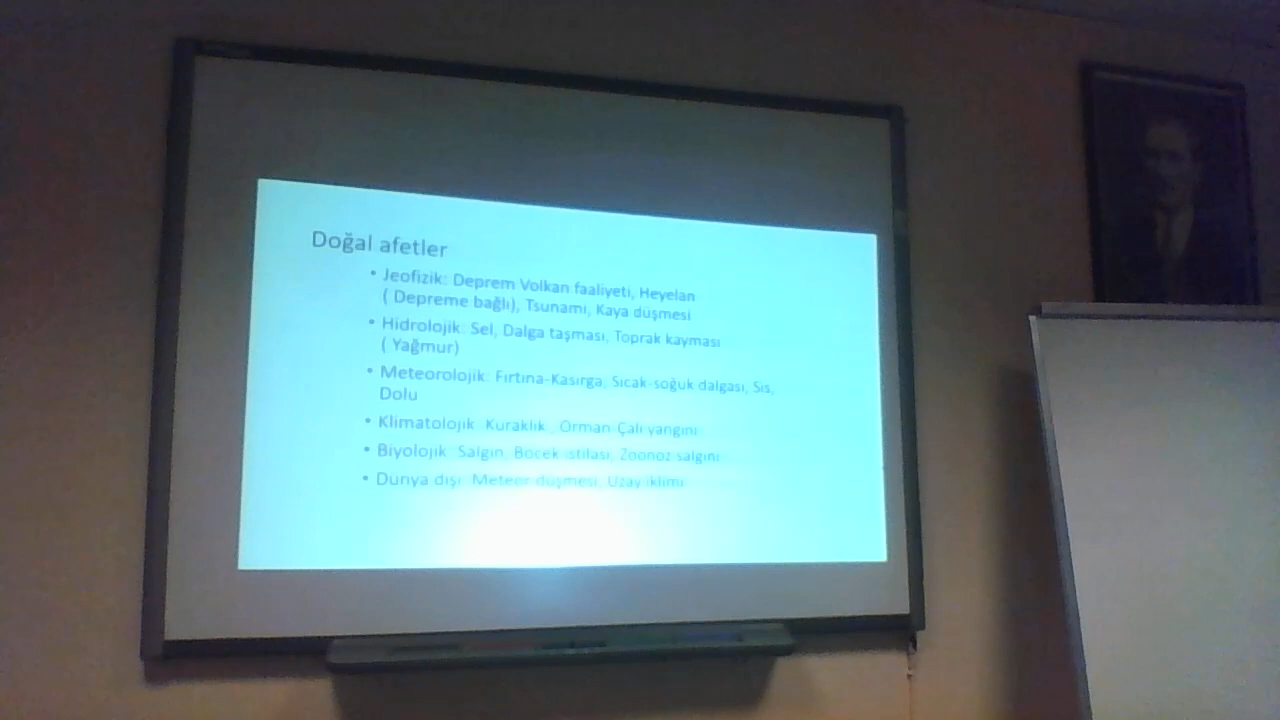 Doğal afetler
• Jeofizik: Deprem Volkan faaliyeti, Heyelan
( Depreme bağlı), Tsunami, Kaya düşmesi
• Hidrolojik: Sel, Dalga taşması, Toprak kayması
( Yağmur)
• Meteorolojik: Fırtına-Kasırga, Sıcak-soğuk dalgası, Sis,
Dolu
• Klimatolojik: Kuraklık , Orman-Çalı yangını
• Biyolojik: Salgın, Böcek istilası, Zoonoz salgını
• Dünya dışı: Meteor düşmesi, Uzay iklimi